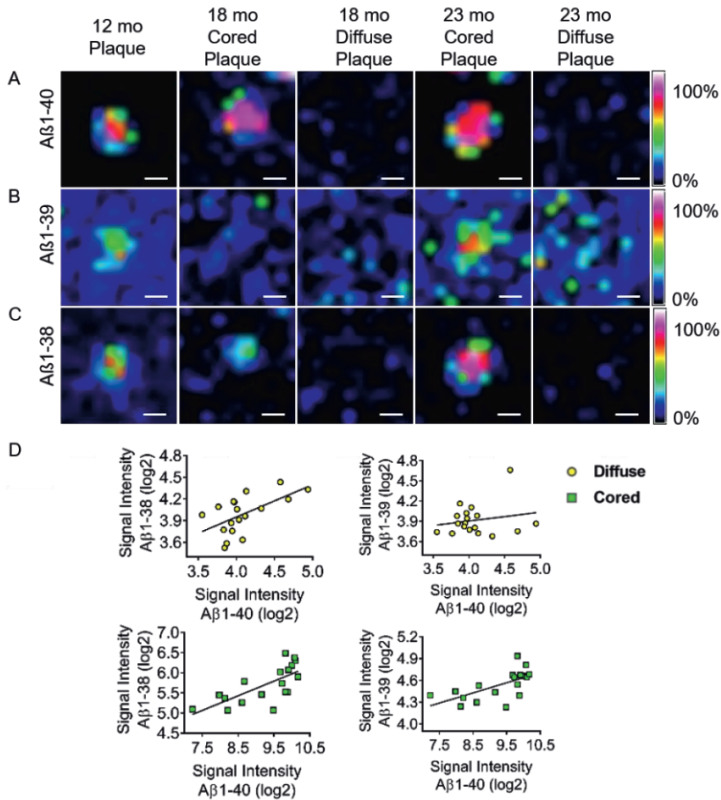 12 mo
Plaque
18 mo
Cored
Plaque
18 mo
Diffuse
Plaque
23 mo
Cored
Plaque
23 mo
Diffuse
Plaque
A
Aß1-40
100%
0%
B
Aß1-39
100%
0%
C
Aß1-38
100%
0%
D
Signal Intensity
Aβ1-38 (log2)
4.8
4.2
3.9
3.6
3.5
4.0
4.5
5.0
Signal Intensity
Aβ1-40 (log2)
Signal Intensity
Aβ1-39 (log2)
4.8
4.5
4.2
3.9
3.6
3.5
4.0
4.5
5.0
Signal Intensity
Aβ1-40 (log2)
Diffuse
Cored
Signal Intensity
Aβ1-38 (log2)
7.0
6.5
6.0
5.5
5.0
4.5
7.5
8.5
9.5
10.5
Signal Intensity
Aβ1-40 (log2)
Signal Intensity
Aβ1-39 (log2)
5.2
4.8
4.6
4.3
4.0
7.5
8.5
9.5
10.5
Signal Intensity
Aβ1-40 (log2)